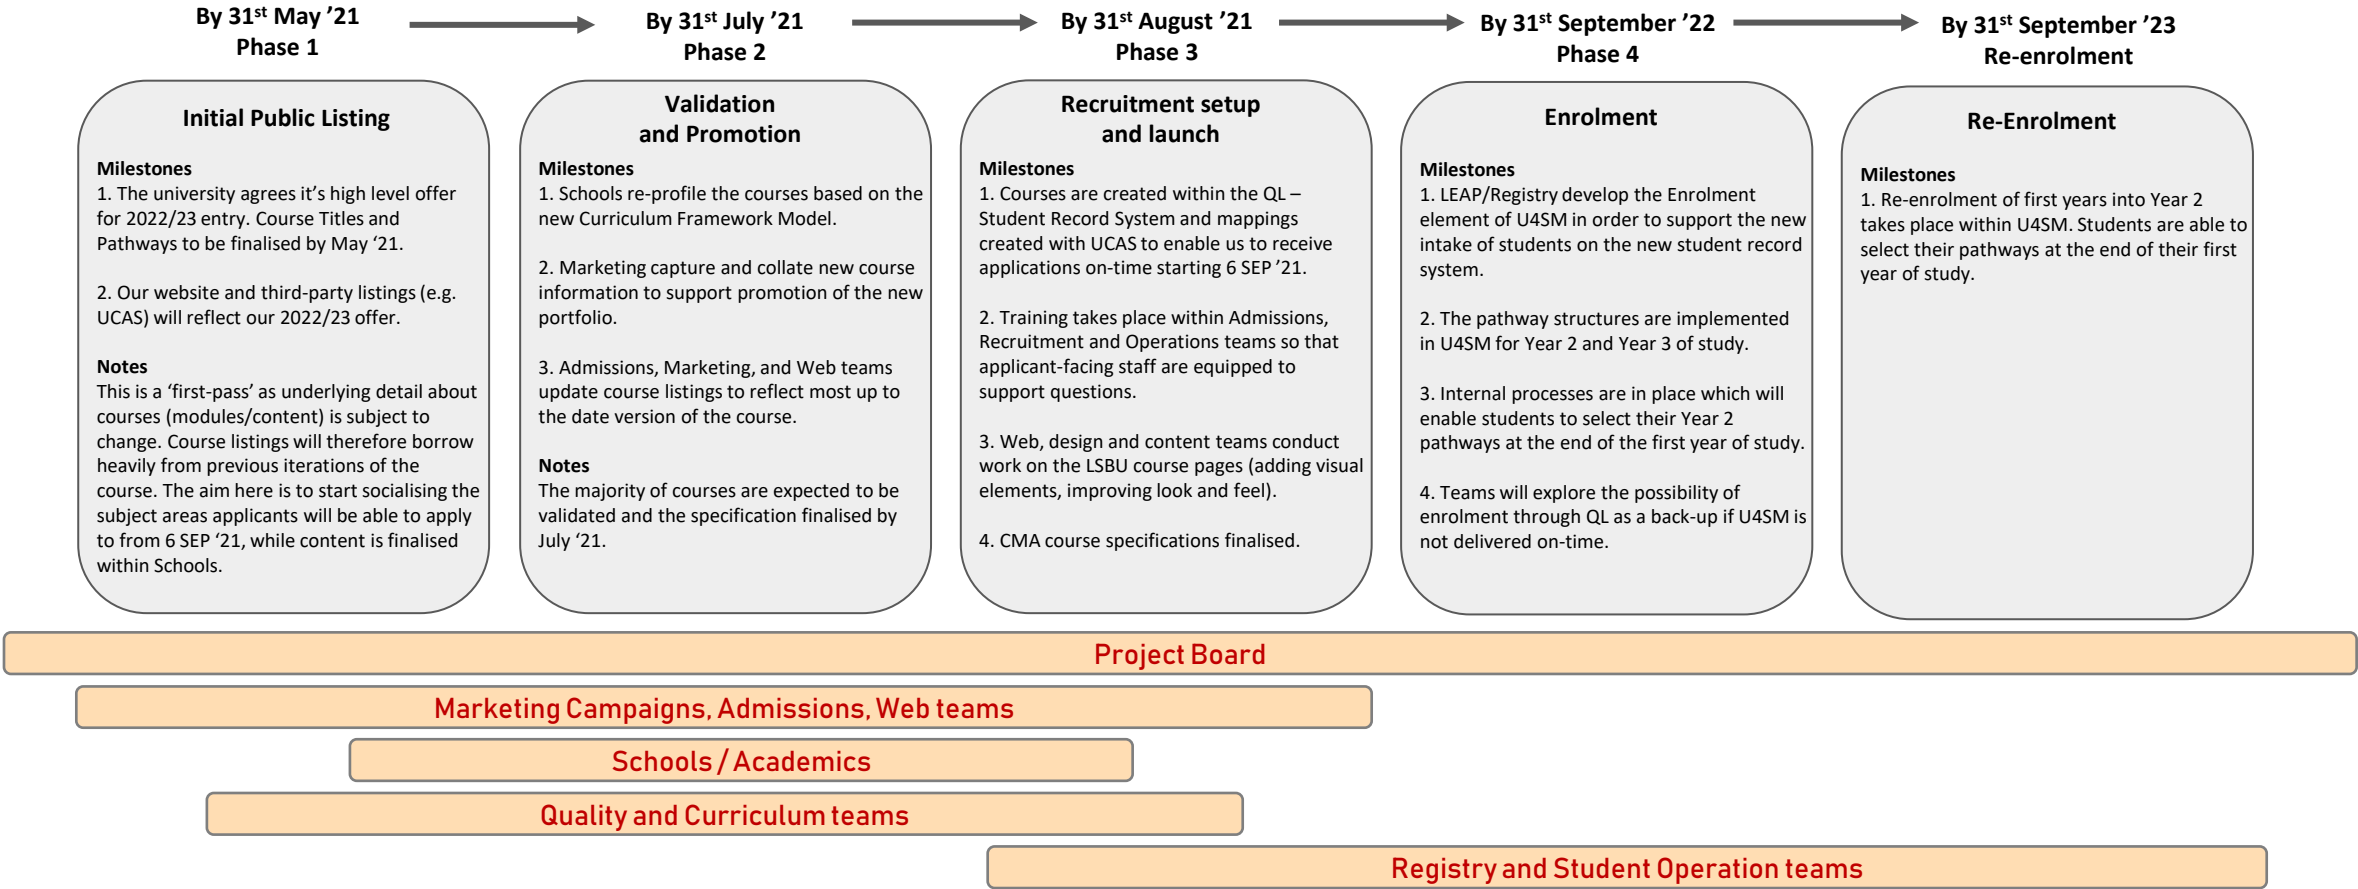 By 31st May ’21
Phase 1
By 31st July ’21
Phase 2
By 31st August ’21
Phase 3
By 31st September ’22
Phase 4
By 31st September ’23
Re-enrolment
Initial Public Listing
Milestones
1. The university agrees it’s high level offer
for 2022/23 entry. Course Titles and
Pathways to be finalised by May ‘21.
2. Our website and third-party listings (e.g.
UCAS) will reflect our 2022/23 offer.
Notes
This is a ‘first-pass’ as underlying detail about
courses (modules/content) is subject to
change. Course listings will therefore borrow
heavily from previous iterations of the
course. The aim here is to start socialising the
subject areas applicants will be able to apply
to from 6 SEP ‘21, while content is finalised
within Schools.
Validation
and Promotion
Milestones
1. Schools re-profile the courses based on the
new Curriculum Framework Model.
2. Marketing capture and collate new course
information to support promotion of the new
portfolio.
3. Admissions, Marketing, and Web teams
update course listings to reflect most up to
the date version of the course.
Notes
The majority of courses are expected to be
validated and the specification finalised by
July ‘21.
Recruitment setup
and launch
Milestones
1. Courses are created within the QL –
Student Record System and mappings
created with UCAS to enable us to receive
applications on-time starting 6 SEP ’21.
2. Training takes place within Admissions,
Recruitment and Operations teams so that
applicant-facing staff are equipped to
support questions.
3. Web, design and content teams conduct
work on the LSBU course pages (adding visual
elements, improving look and feel).
4. CMA course specifications finalised.
Enrolment
Milestones
1. LEAP/Registry develop the Enrolment
element of U4SM in order to support the new
intake of students on the new student record
system.
2. The pathway structures are implemented
in U4SM for Year 2 and Year 3 of study.
3. Internal processes are in place which will
enable students to select their Year 2
pathways at the end of the first year of study.
4. Teams will explore the possibility of
enrolment through QL as a back-up if U4SM is
not delivered on-time.
Re-Enrolment
Milestones
1. Re-enrolment of first years into Year 2
takes place within U4SM. Students are able to
select their pathways at the end of their first
year of study.
Project Board
Marketing Campaigns, Admissions, Web teams
Schools / Academics
Quality and Curriculum teams
Registry and Student Operation teams